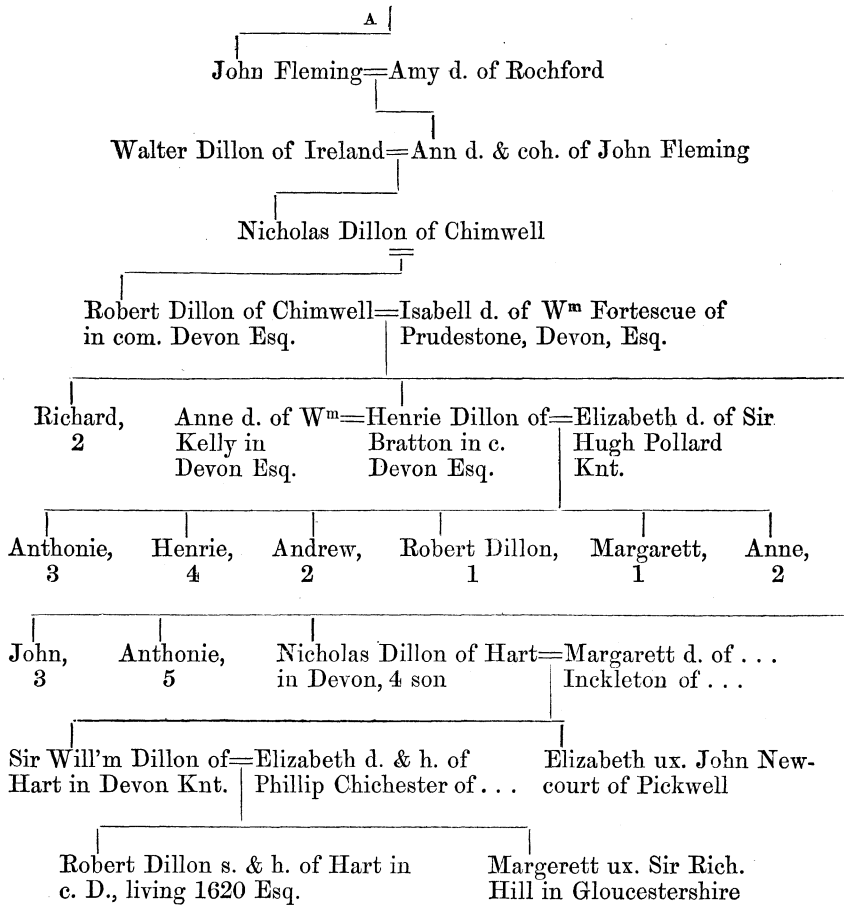 A
John Fleming=Amy d. of Rochford
Walter Dillon of Ireland=Ann d. & coh. of John Fleming
Nicholas Dillon of Chimwell
=
Robert Dillon of Chimwell=Isabell d. of Wm Fortescue of
in com. Devon Esq. Prudestone, Devon, Esq.
Richard, Anne d. of Wm=Henrie Dillon of=Elizabeth d. of Sir
2 Kelly in Bratton in c. Hugh Pollard
Devon Esq. Devon Esq. Knt.
Anthonie, Henrie, Andrew, Robert Dillon, Margarett, Anne,
3 4 2 1 1 2
John, Anthonie, Nicholas Dillon of Hart=Margarett d. of . . .
3 5 in Devon, 4 son Inckleton of . . .
Sir Will'm Dillon of=Elizabeth d. & h. of Elizabeth ux. John New-
Hart in Devon Knt. Phillip Chichester of . . . court of Pickwell
Robert Dillon s. & h. of Hart in Margerett ux. Sir Rich.
c. D., living 1620 Esq. Hill in Gloucestershire